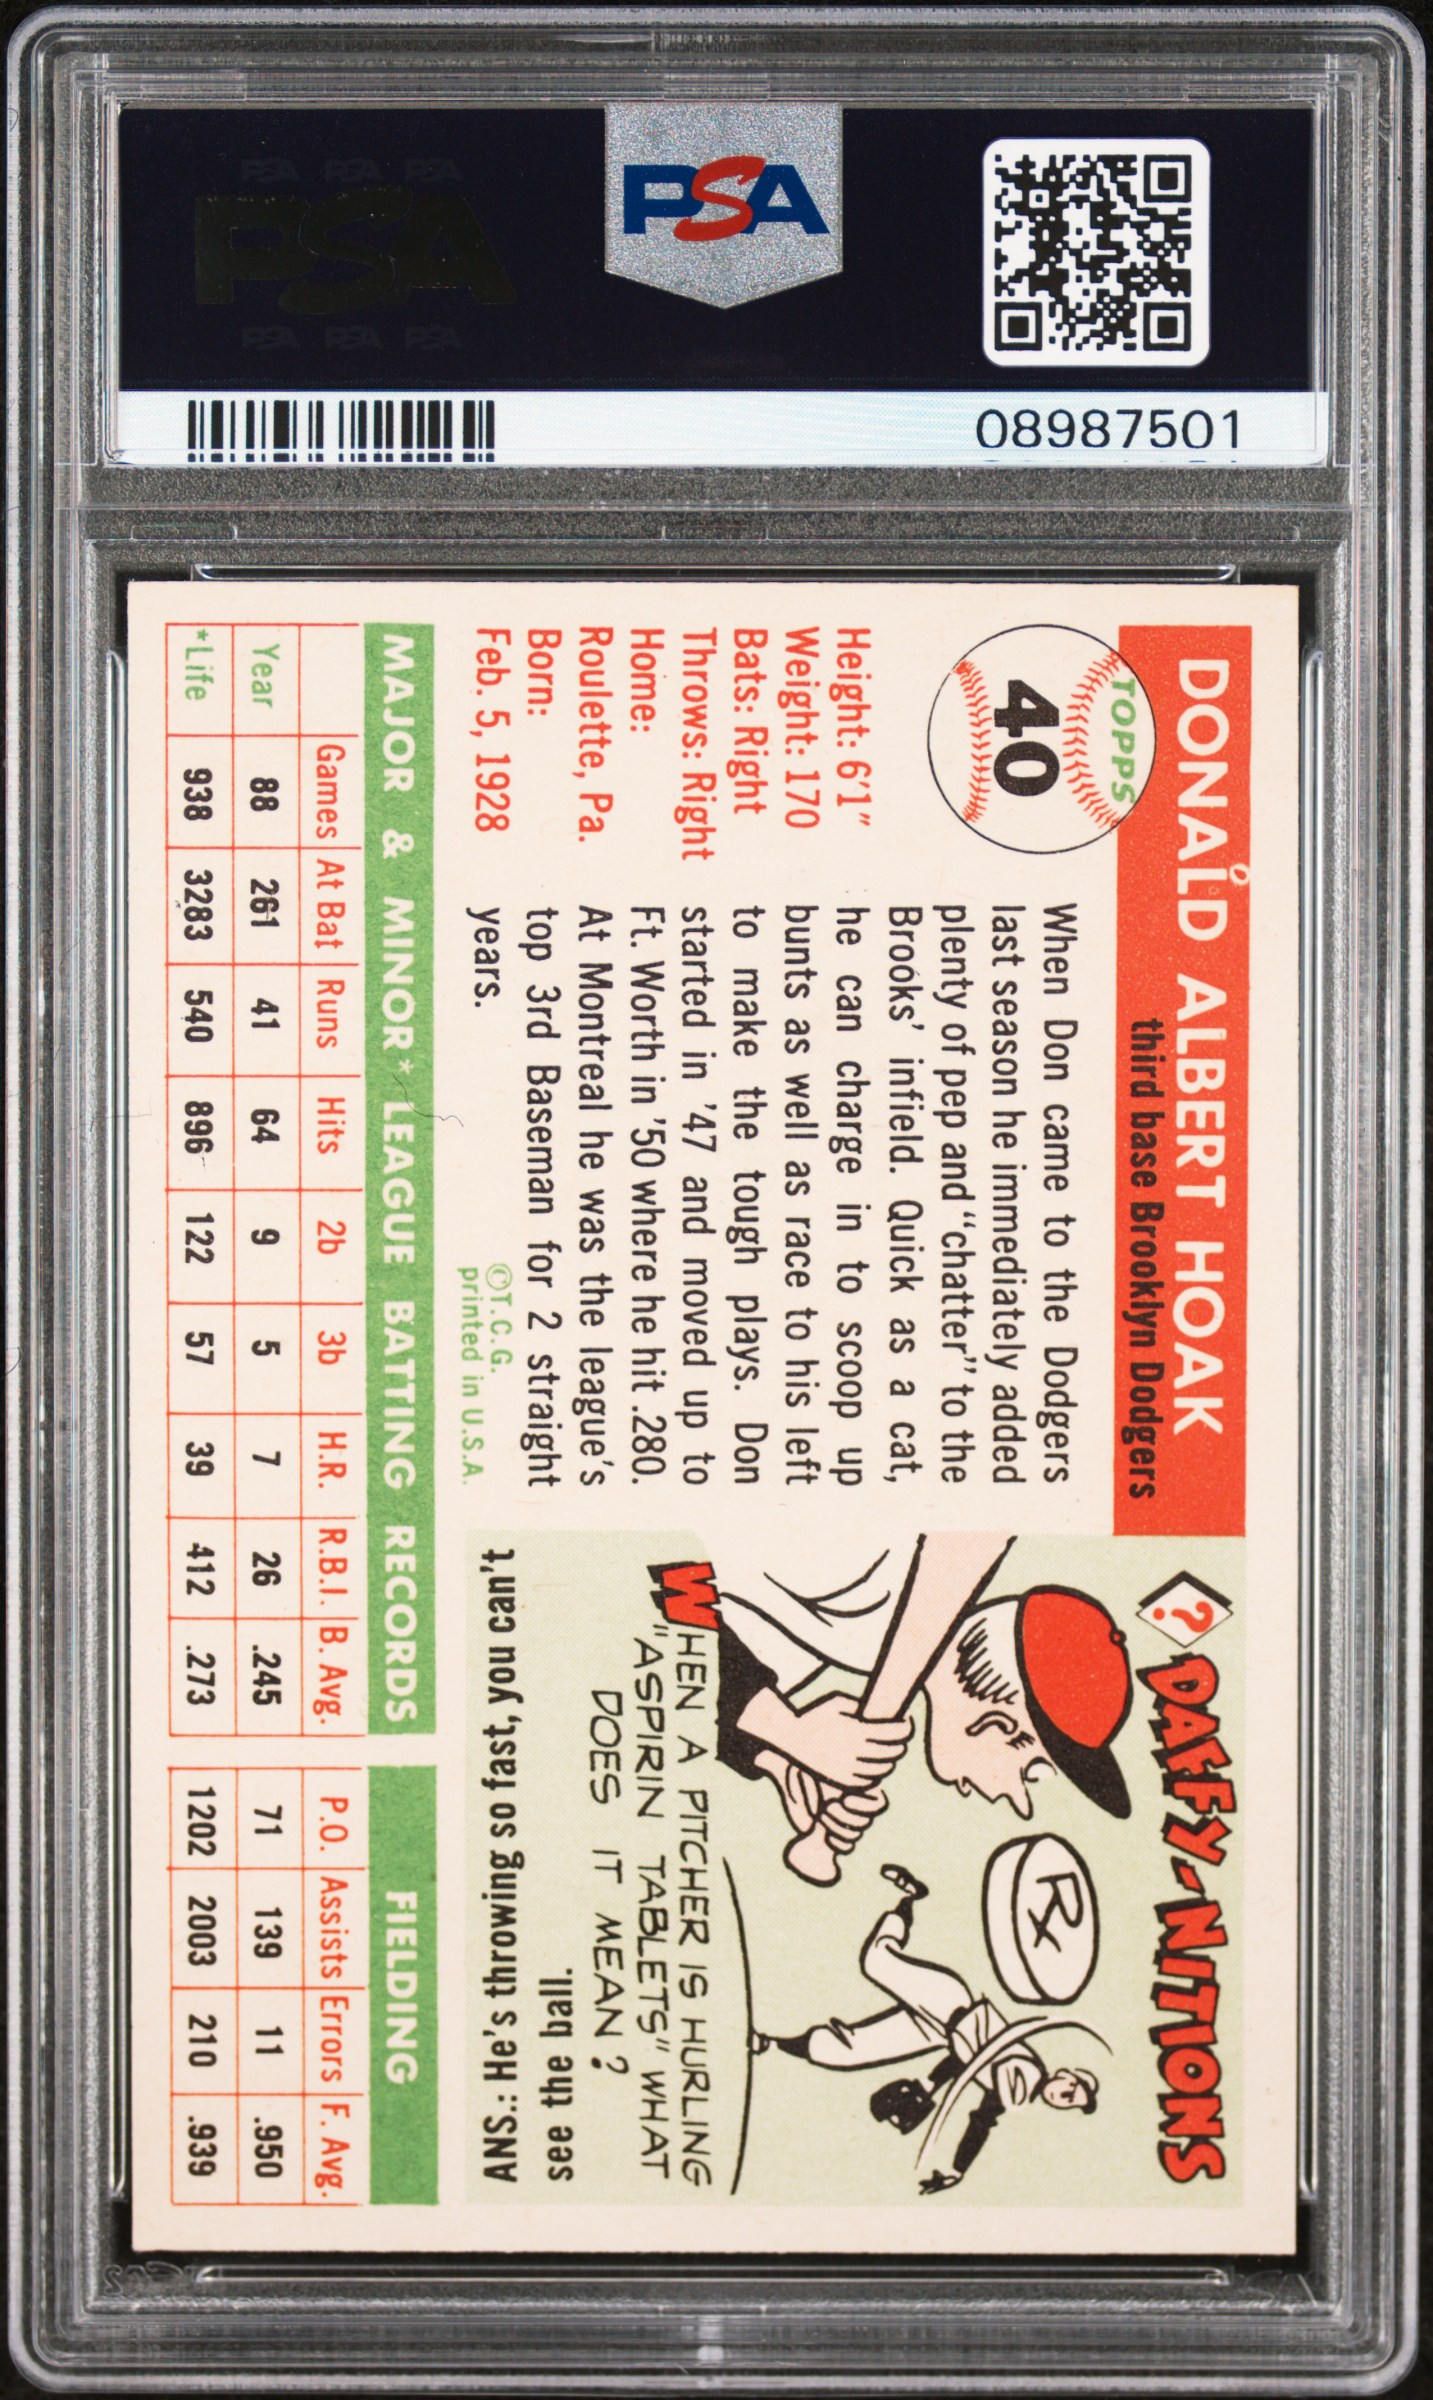 PSA
08987501
DONALD ALBERT HOAK
third base Brooklyn Dodgers
TOPPS
40
Height: 6'1"
Weight: 170
Bats: Right
Throws: Right
Home:
Roulette, Pa.
Born:
Feb. 5, 1928
When Don came to the Dodgers
last season he immediately added
plenty of pep and "chatter" to the
Brooks' infield. Quick as a cat,
he can charge in to scoop up
bunts as well as race to his left
to make the tough plays. Don
started in '47 and moved up to
Ft. Worth in '50 where he hit .280.
At Montreal he was the league's
top 3rd Baseman for 2 straight
years.
©T.C.G.
printed in U.S.A.
? DAFFY-NITIONS
Rx
WHEN A PITCHER IS HURLING
"ASPIRIN TABLETS" WHAT
DOES IT MEAN?
ANS.: He's throwing so fast, you can't
see the ball.
MAJOR & MINOR* LEAGUE BATTING RECORDS FIELDING
Games At Bat Runs Hits 2b 3b H.R. R.B.I. B. Avg. P.O. Assists Errors F. Avg.
Year 88 261 41 64 9 5 7 26 .245 71 139 11 .950
*Life 938 3283 540 896 122 57 39 412 .273 1202 2003 210 .939